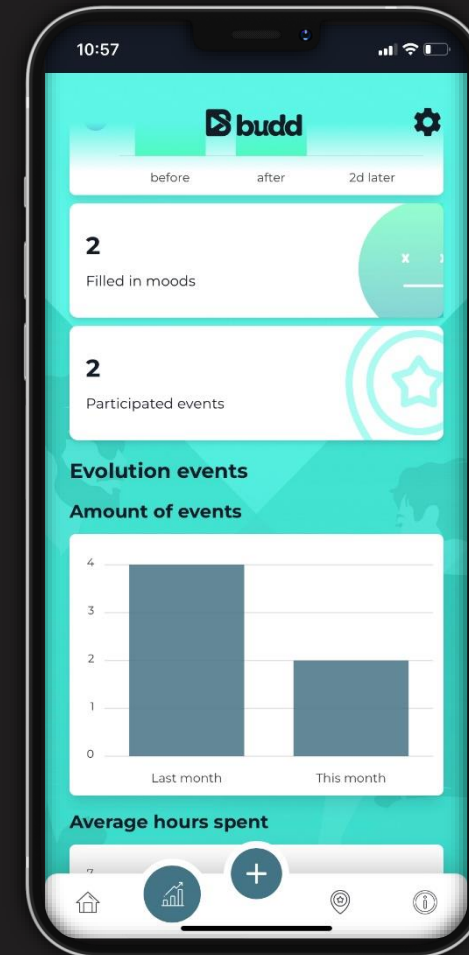 10:57
budd
before after 2d later
2
Filled in moods
2
Participated events
Evolution events
Amount of events
4
3
2
1
0
Last month This month
Average hours spent